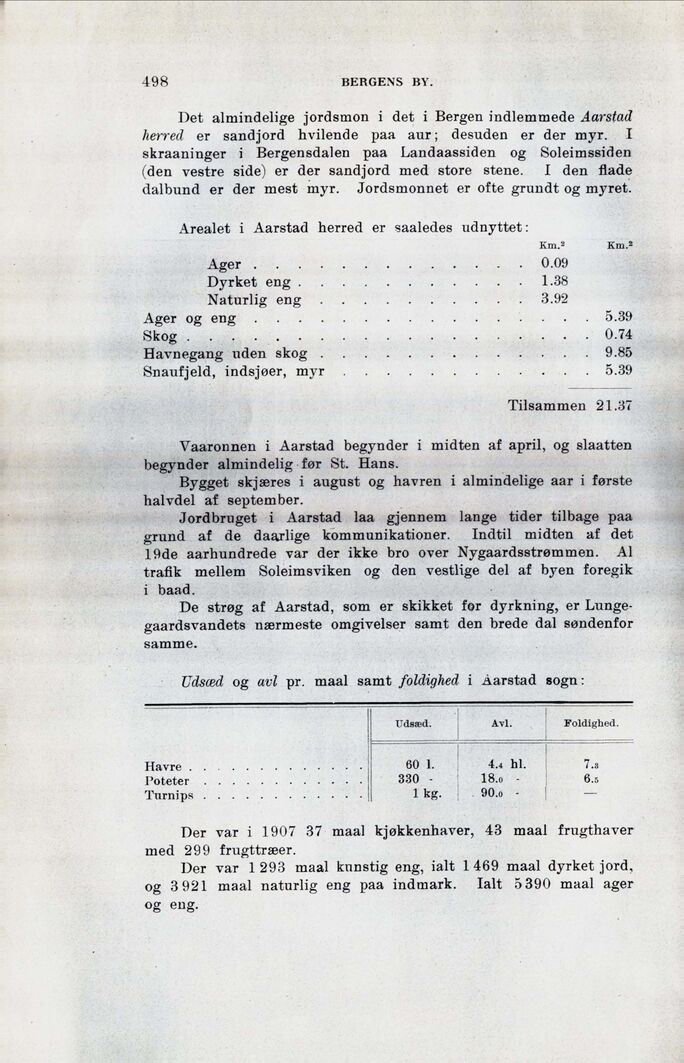 498 BERGENS BY.
Det almindelige jordsmon i det i Bergen indlemmede Aarstad
herred er sandjord hvilende paa aur; desuden er der myr. I
skraaninger i Bergensdalen paa Landaassiden og Soleimssiden
(den vestre side) er der sandjord med store stene. I den flade
dalbund er der mest myr. Jordsmonnet er ofte grundt og myret.
Arealet i Aarstad herred er saaledes udnyttet:
Km.² Km.²
Ager . . . . . . . . . . . . . 0.09
Dyrket eng . . . . . . . . . . . 1.38
Naturlig eng . . . . . . . . . . 3.92
Ager og eng . . . . . . . . . . . . . . . . 5.39
Skog . . . . . . . . . . . . . . . . . . . 0.74
Havnegang uden skog . . . . . . . . . . . . . 9.85
Snaufjeld, indsjøer, myr . . . . . . . . . . . . 5.39
Tilsammen 21.37
Vaaronnen i Aarstad begynder i midten af april, og slaatten
begynder almindelig før St. Hans.
Bygget skjæres i august og havren i almindelige aar i første
halvdel af september.
Jordbruget i Aarstad laa gjennem lange tider tilbage paa
grund af de daarlige kommunikationer. Indtil midten af det
19de aarhundrede var der ikke bro over Nygaardsstrømmen. Al
trafik mellem Soleimsviken og den vestlige del af byen foregik
i baad.
De strøg af Aarstad, som er skikket for dyrkning, er Lunge-
gaardsvandets nærmeste omgivelser samt den brede dal søndenfor
samme.
Udsæd og avl pr. maal samt foldighed i Aarstad sogn:
Udsæd. Avl. Foldighed.
Havre . . . . . . . . . . . . . 60 l. 4.4 hl. 7.3
Poteter . . . . . . . . . . . . 330 - 18.0 - 6.5
Turnips . . . . . . . . . . . . 1 kg. 90.0 - —
Der var i 1907 37 maal kjøkkenhaver, 43 maal frugthaver
med 299 frugttræer.
Der var 1 293 maal kunstig eng, ialt 1 469 maal dyrket jord,
og 3 921 maal naturlig eng paa indmark. Ialt 5 390 maal ager
og eng.